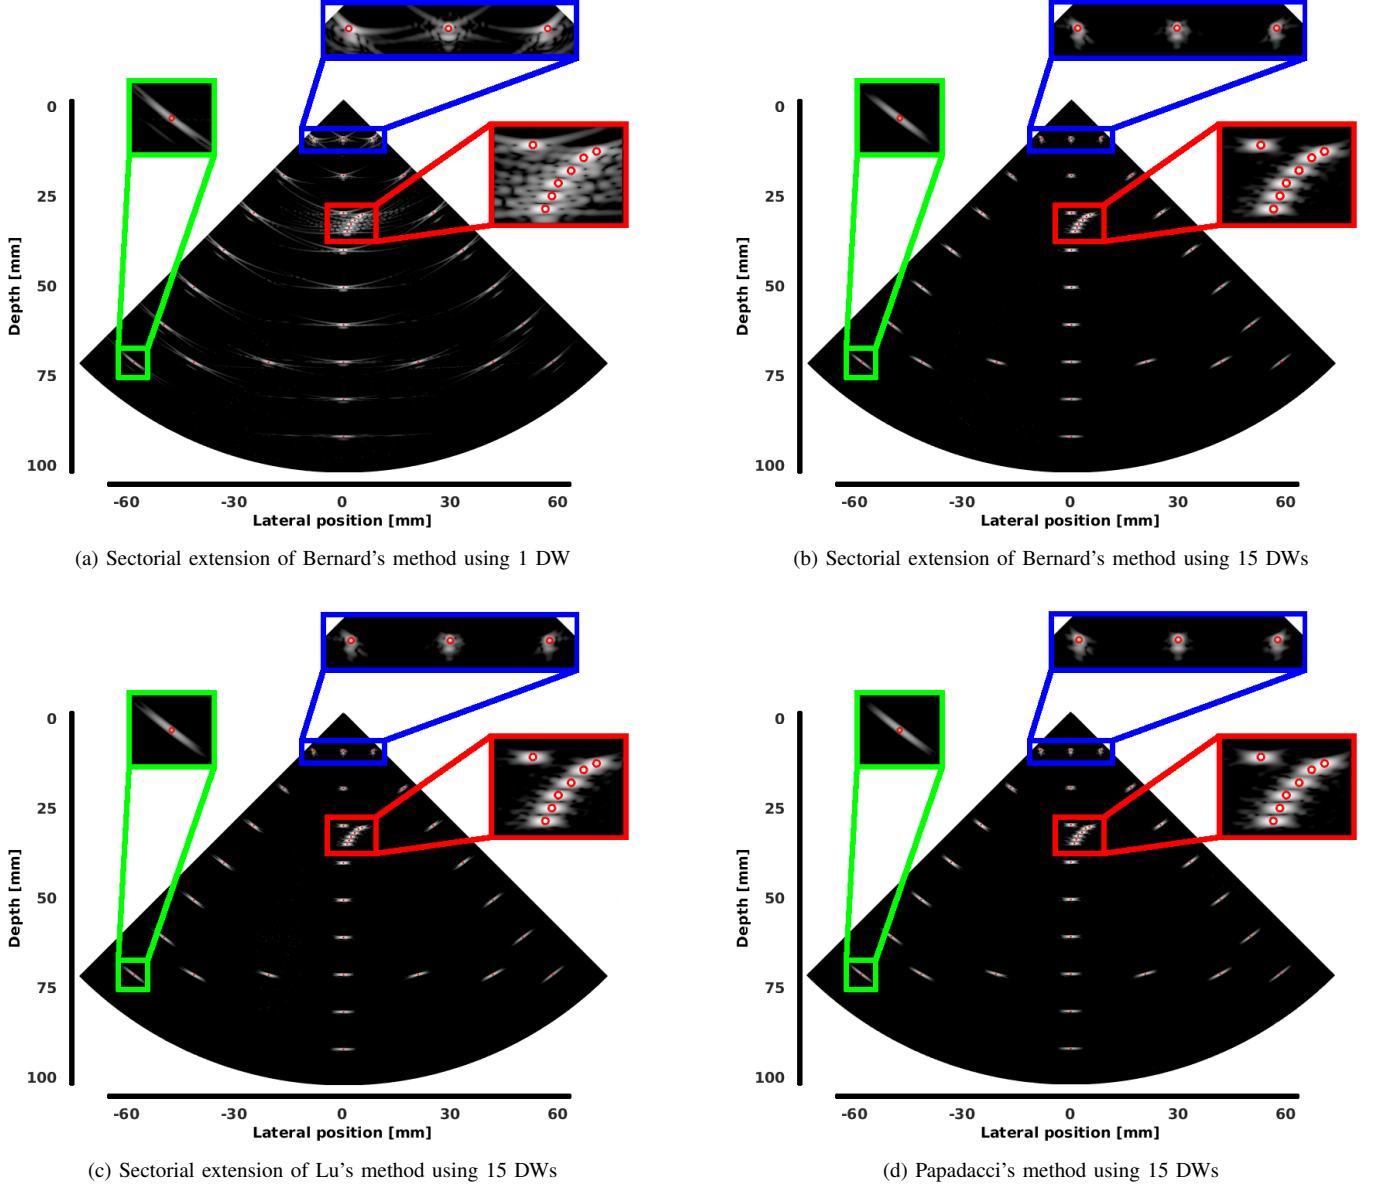 0
25
50
75
100
Depth [mm]
-60 -30 0 30 60
Lateral position [mm]
(a) Sectorial extension of Bernard's method using 1 DW
0
25
50
75
100
Depth [mm]
-60 -30 0 30 60
Lateral position [mm]
(b) Sectorial extension of Bernard's method using 15 DWs
0
25
50
75
100
Depth [mm]
-60 -30 0 30 60
Lateral position [mm]
(c) Sectorial extension of Lu's method using 15 DWs
0
25
50
75
100
Depth [mm]
-60 -30 0 30 60
Lateral position [mm]
(d) Papadacci's method using 15 DWs